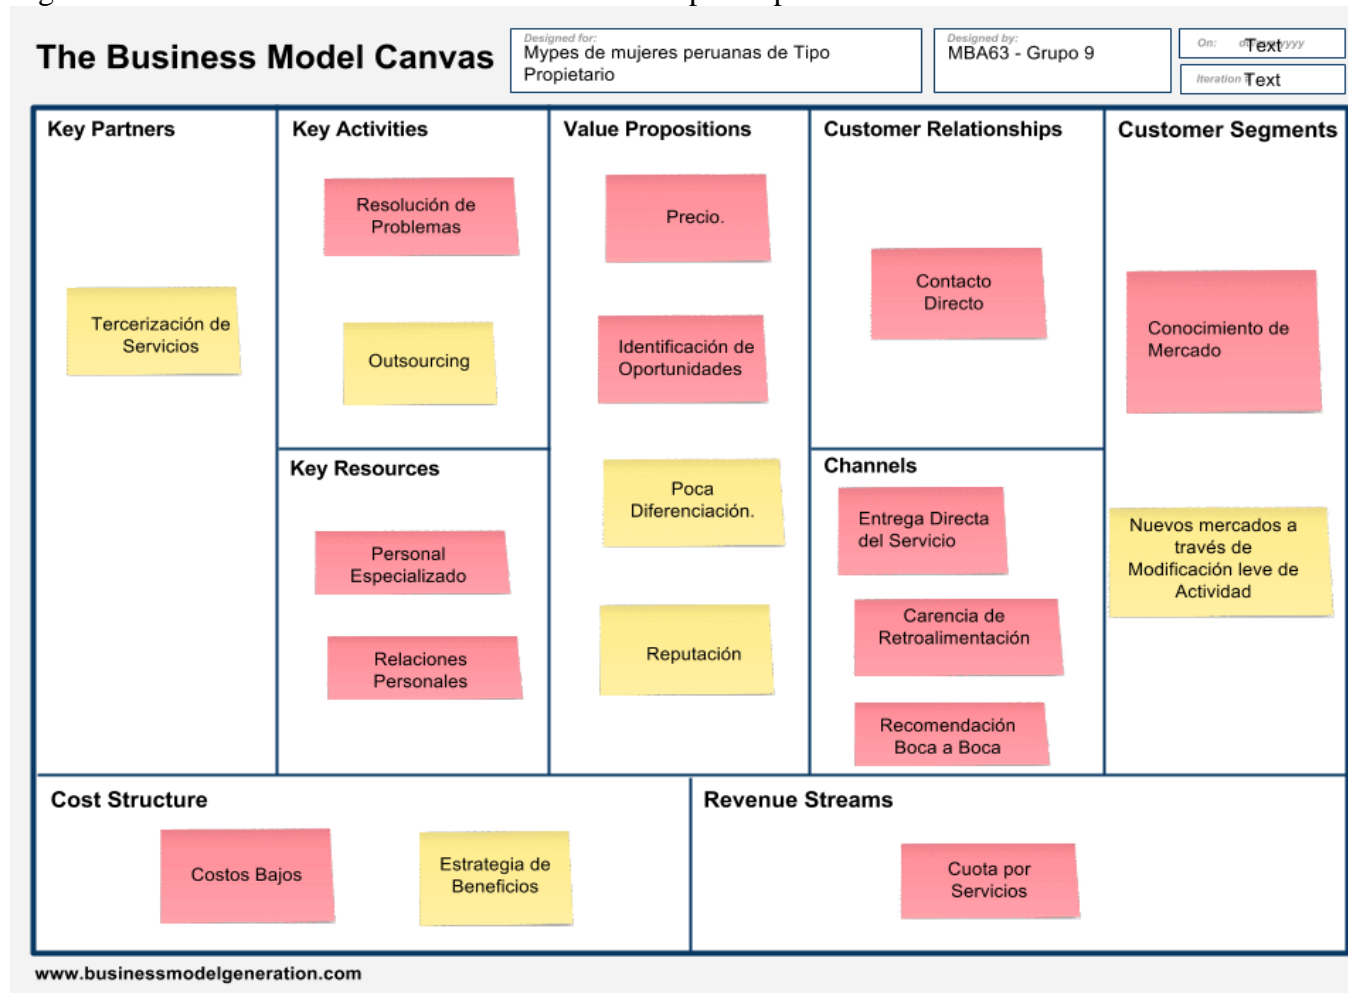 The Business Model Canvas
Designed for:
Mypes de mujeres peruanas de Tipo
Propietario
Designed by:
MBA63 - Grupo 9
On:
Text
Iteration
Text
Key Partners
Tercerización de
Servicios
Key Activities
Resolución de
Problemas
Outsourcing
Key Resources
Personal
Especializado
Relaciones
Personales
Value Propositions
Precio.
Identificación de
Oportunidades
Poca
Diferenciación.
Reputación
Customer Relationships
Contacto
Directo
Channels
Entrega Directa
del Servicio
Carencia de
Retroalimentación
Recomendación
Boca a Boca
Customer Segments
Conocimiento de
Mercado
Nuevos mercados a
través de
Modificación leve de
Actividad
Cost Structure
Costos Bajos
Estrategia de
Beneficios
Revenue Streams
Cuota por
Servicios
www.businessmodelgeneration.com